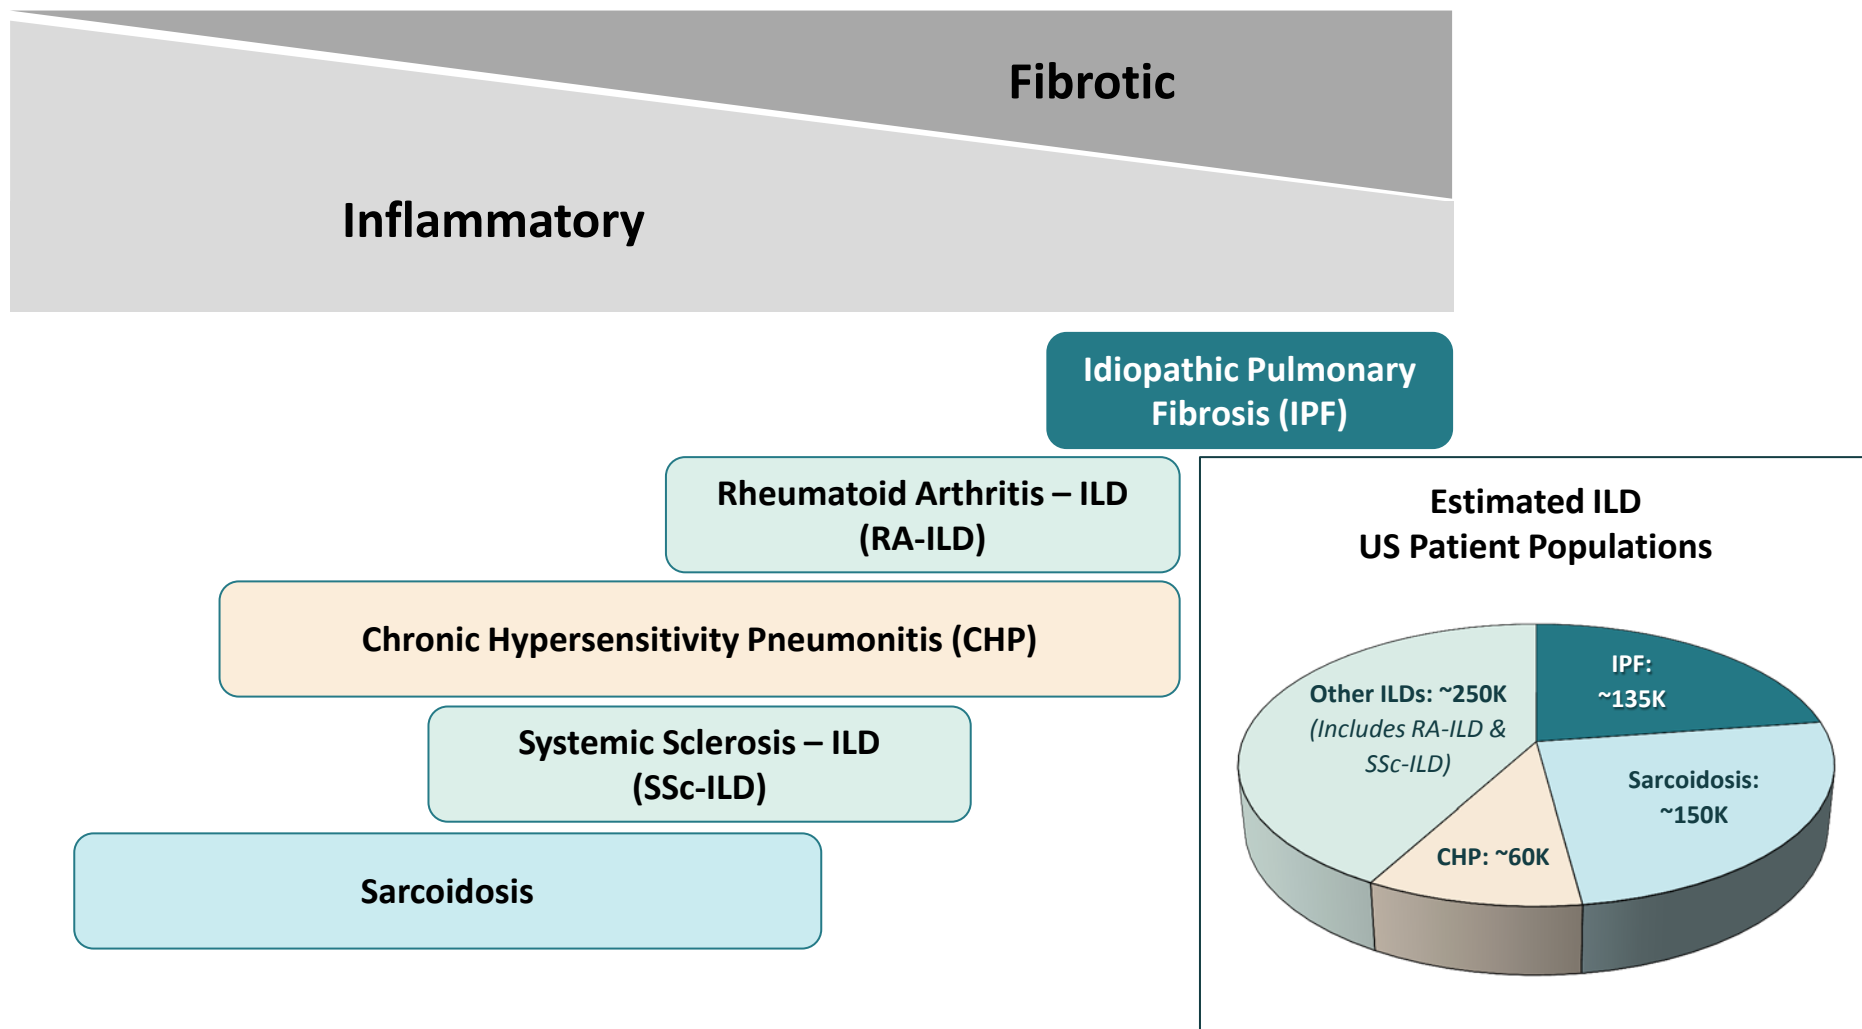 Fibrotic
Inflammatory
Idiopathic Pulmonary
Fibrosis (IPF)
Rheumatoid Arthritis – ILD
(RA-ILD)
Chronic Hypersensitivity Pneumonitis (CHP)
Systemic Sclerosis – ILD
(SSc-ILD)
Sarcoidosis
Estimated ILD
US Patient Populations
IPF:
~135K
Other ILDs: ~250K
(Includes RA-ILD &
SSc-ILD)
Sarcoidosis:
~150K
CHP: ~60K